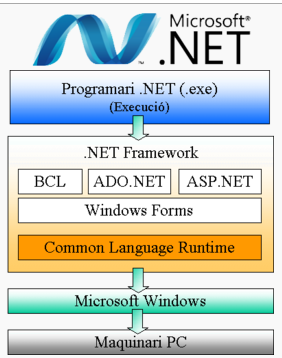 Microsoft®
.NET
TM
Programari .NET (.exe)
(Execució)
.NET Framework
BCL ADO.NET ASP.NET
Windows Forms
Common Language Runtime
Microsoft Windows
Maquinari PC